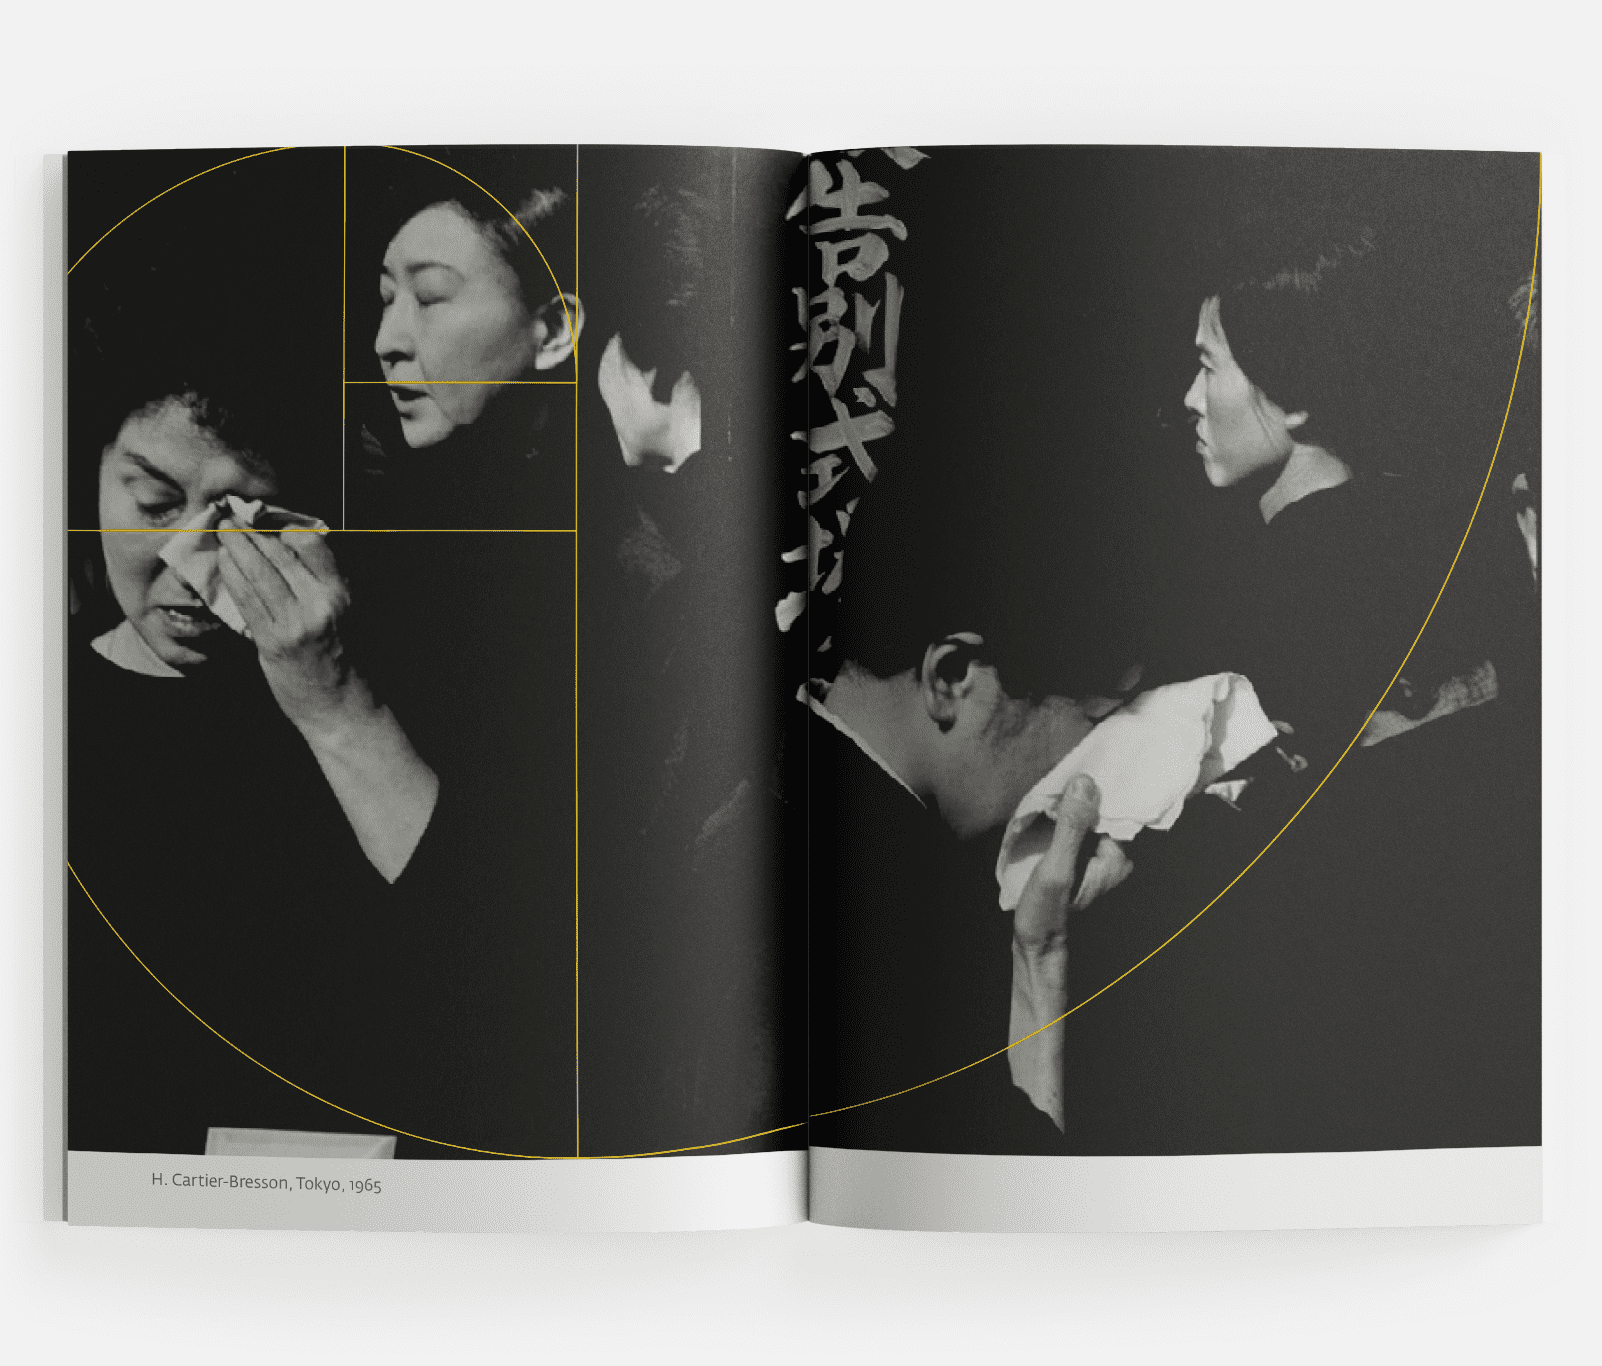 告別式
H. Cartier-Bresson, Tokyo, 1965